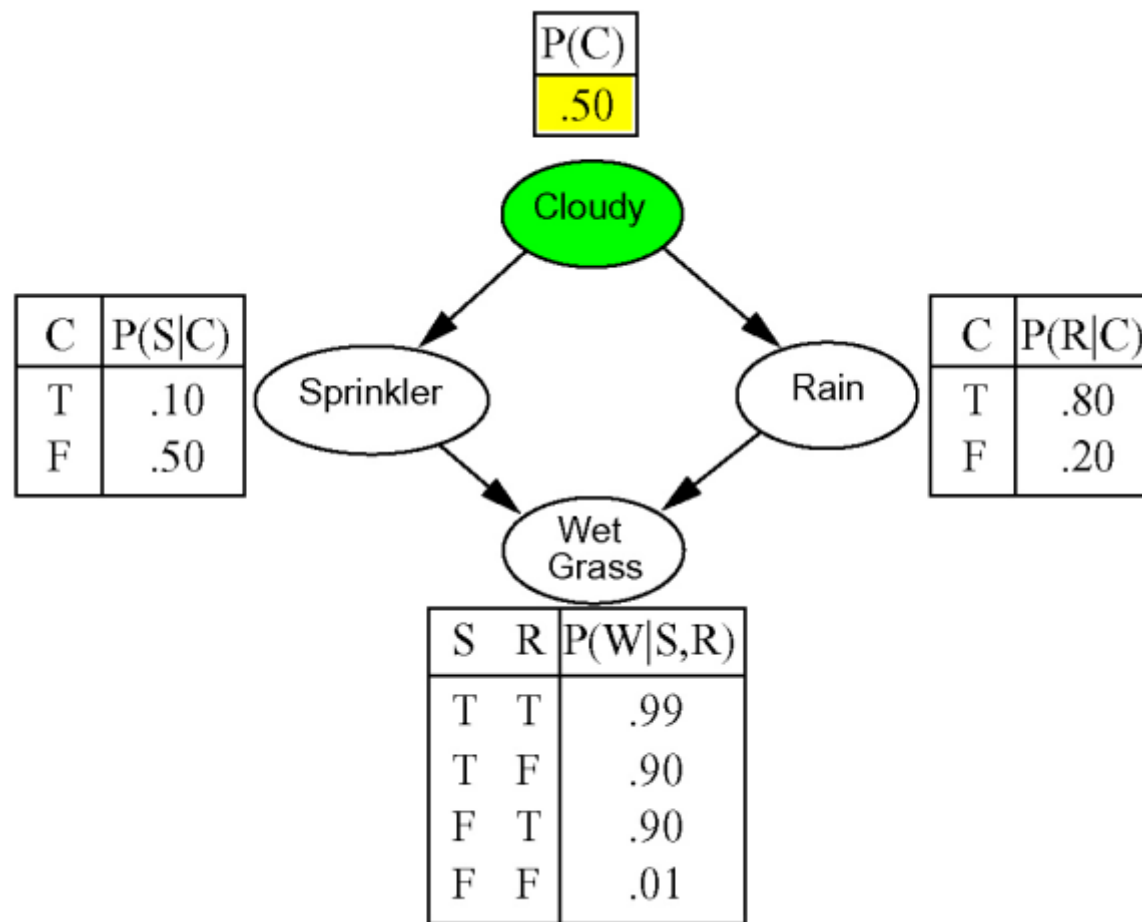 P(C)
.50
Cloudy
C P(S|C)
T .10
F .50
Sprinkler
Rain
C P(R|C)
T .80
F .20
Wet
Grass
S R P(W|S,R)
T T .99
T F .90
F T .90
F F .01